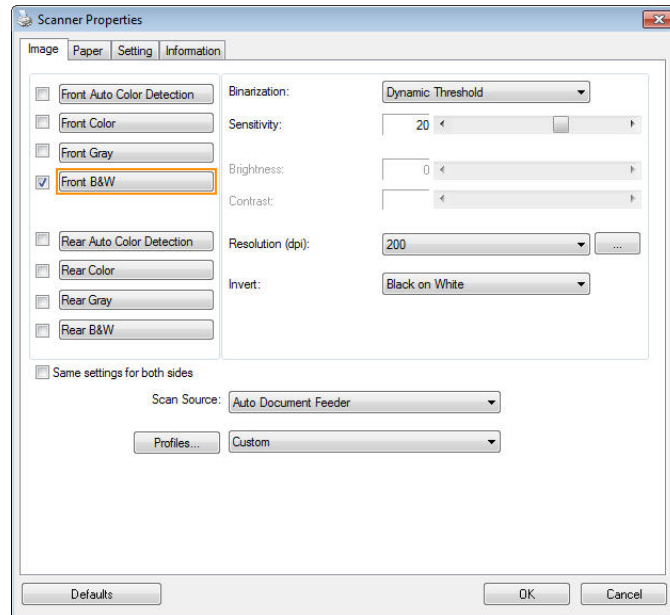 Scanner Properties
Image Paper Setting Information
Front Auto Color Detection
Front Color
Front Gray
Front B&W
Rear Auto Color Detection
Rear Color
Rear Gray
Rear B&W
Binarization: Dynamic Threshold
Sensitivity: 20
Brightness: 0
Contrast:
Resolution (dpi): 200 ...
Invert: Black on White
Same settings for both sides
Scan Source: Auto Document Feeder
Profiles... Custom
Defaults OK Cancel